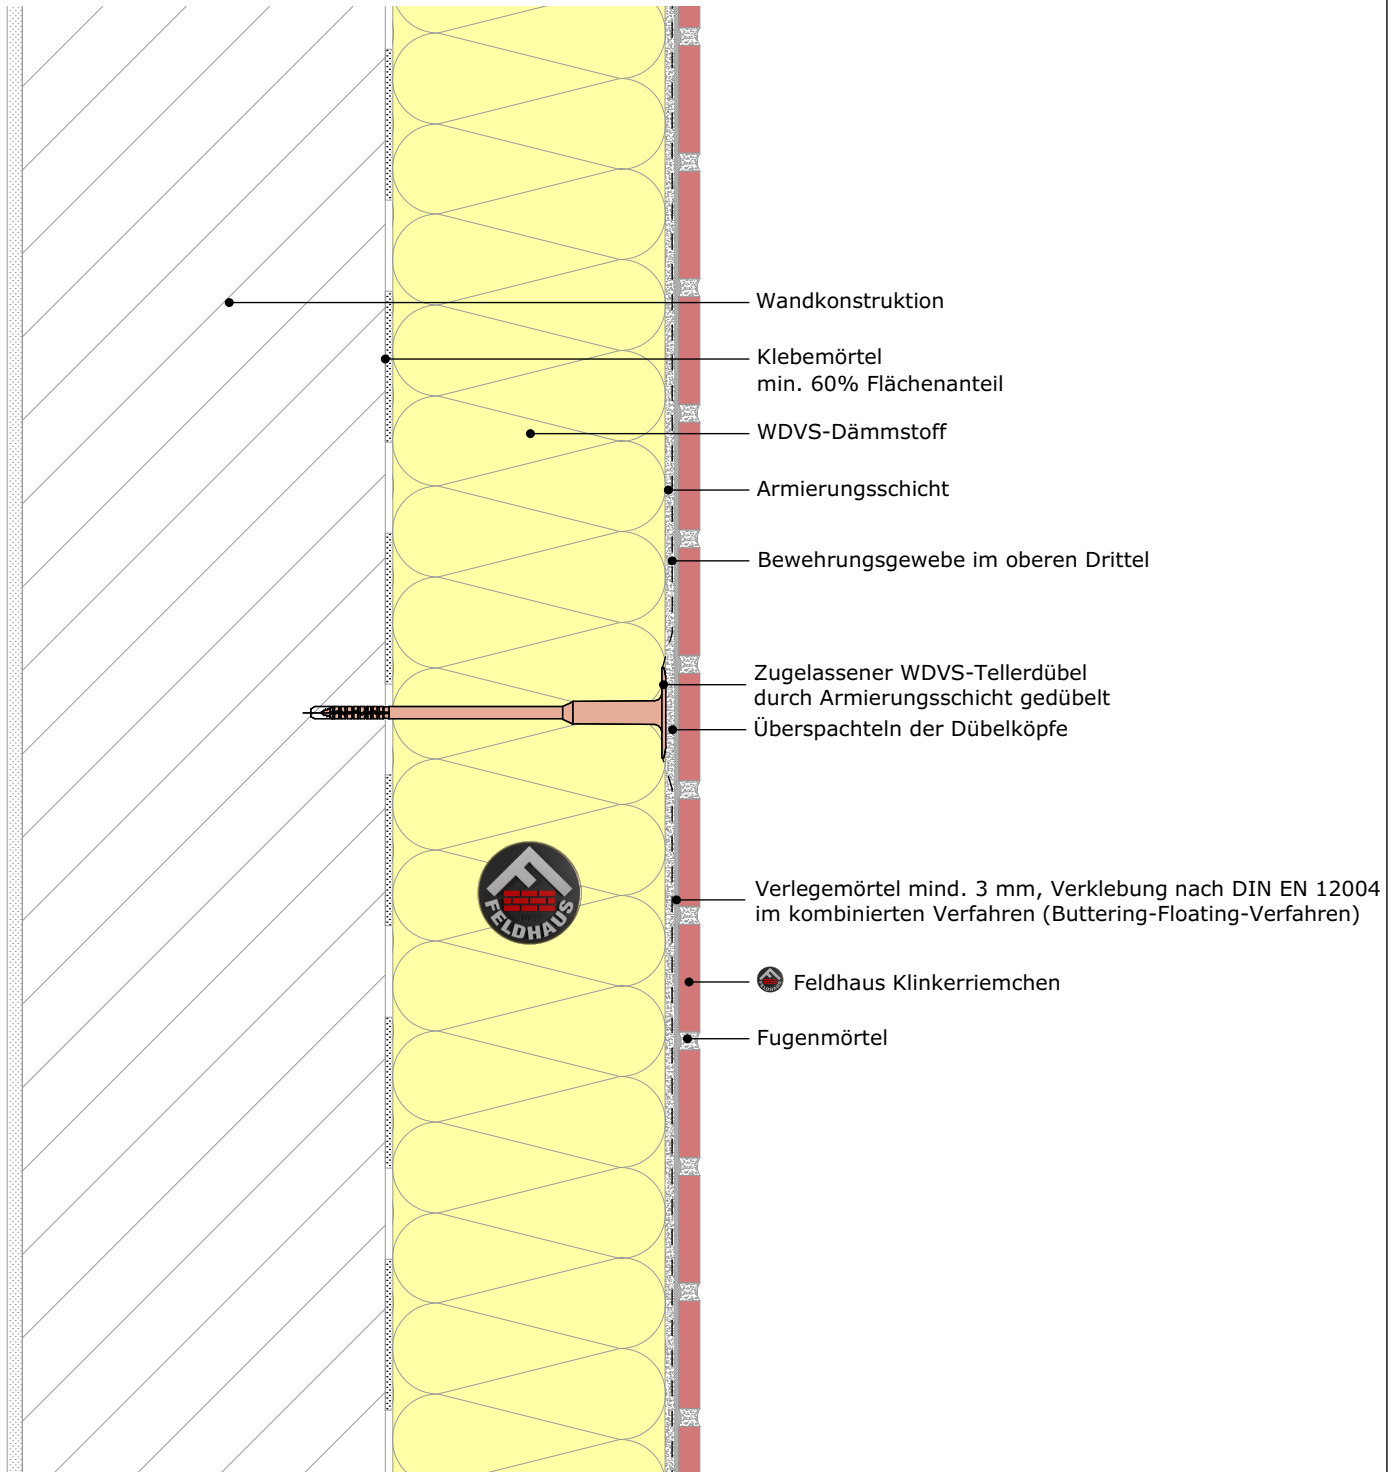 Wandkonstruktion
Klebemörtel
min. 60% Flächenanteil
WDVS-Dämmstoff
Armierungsschicht
Bewehrungsgewebe im oberen Drittel
Zugelassener WDVS-Tellerdübel
durch Armierungsschicht gedübelt
Überspachteln der Dübelköpfe
FELDHAUS
Verlegemörtel mind. 3 mm, Verklebung nach DIN EN 12004
im kombinierten Verfahren (Buttering-Floating-Verfahren)
FELDHAUS Feldhaus Klinkerriemchen
Fugenmörtel